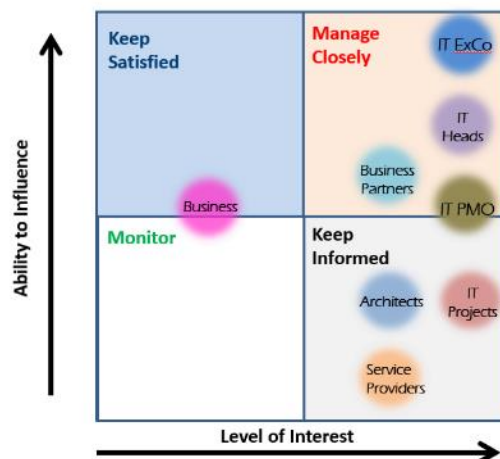 Keep
Satisfied
Manage
Closely
IT ExCo
IT
Heads
Business
Partners
Business
IT PMO
Monitor
Keep
Informed
Architects
IT
Projects
Service
Providers
Ability to Influence
Level of Interest